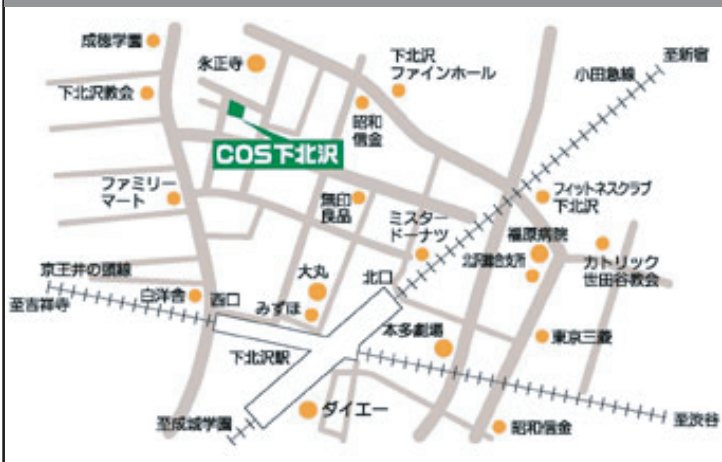 成徳学園
永正寺
下北沢
ファインホール
小田急線
至新宿
下北沢教会
昭和
信金
COS下北沢
ファミリー
マート
無印
良品
ミスター
ドーナツ
フィットネスクラブ
下北沢
福原病院
北沢総合支所
カトリック
世田谷教会
京王井の頭線
至吉祥寺
白洋舎
西口
大丸
みずほ
北口
下北沢駅
本多劇場
東京三菱
至成城学園
ダイエー
昭和信金
至渋谷